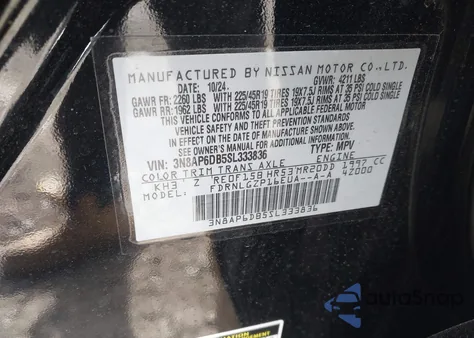 MANUFACTURED BY NISSAN MOTOR CO.,LTD.
DATE: 10/24. GVWR: 4211 LBS
GAWR FR: 2260 LBS WITH 225/45R19 TIRES 19X7.5J RIMS AT 35 PSI COLD SINGLE
GAWR RR: 1962 LBS WITH 225/45R19 TIRES 19X7.5J RIMS AT 35 PSI COLD SINGLE
SEE OWNER'S MANUAL FOR ADDITIONAL INFORMATION.
THIS VEHICLE CONFORMS TO ALL APPLICABLE FEDERAL MOTOR
VEHICLE SAFETY, BUMPER, AND THEFT PREVENTION STANDARDS
IN EFFECT ON THE DATE OF MANUFACTURE SHOWN ABOVE.
VIN: 3N8AP6DB5SL333836 TYPE: MPV
COLOR TRIM TRANS AXLE ENGINE
KH3 Z RE0F15B HR53 MR20DD 1997 CC
MODEL: FDRNLGZP16EUA--A-A 42000
3N8AP6DB5SL333836
AutoSnap